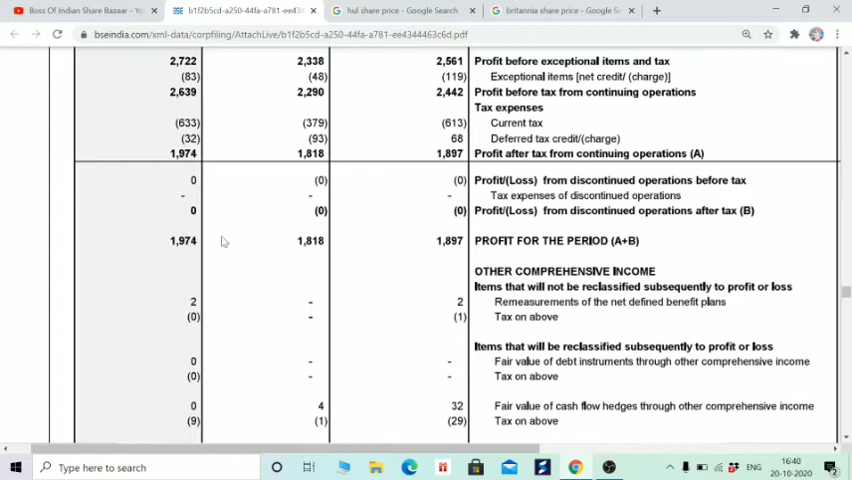 Boss Of Indian Share Bazaar - You
b1f2b5cd-a250-44fa-a781-ee4344
hul share price - Google Search
britannia share price - Google Se
bseindia.com/xml-data/corpfiling/AttachLive/b1f2b5cd-a250-44fa-a781-ee4344463c6d.pdf
2,722 2,338 2,561 Profit before exceptional items and tax
(83) (48) (119) Exceptional items [net credit/ (charge)]
2,639 2,290 2,442 Profit before tax from continuing operations
Tax expenses
(633) (379) (613) Current tax
(32) (93) 68 Deferred tax credit/(charge)
1,974 1,818 1,897 Profit after tax from continuing operations (A)
0 (0) (0) Profit/(Loss) from discontinued operations before tax
- - - Tax expenses of discontinued operations
0 (0) (0) Profit/(Loss) from discontinued operations after tax (B)
1,974 1,818 1,897 PROFIT FOR THE PERIOD (A+B)
OTHER COMPREHENSIVE INCOME
Items that will not be reclassified subsequently to profit or loss
2 - 2 Remeasurements of the net defined benefit plans
(0) - (1) Tax on above
Items that will be reclassified subsequently to profit or loss
0 - - Fair value of debt instruments through other comprehensive income
(0) - - Tax on above
0 4 32 Fair value of cash flow hedges through other comprehensive income
(9) (1) (29) Tax on above
Type here to search
ENG
16:40
20-10-2020
2